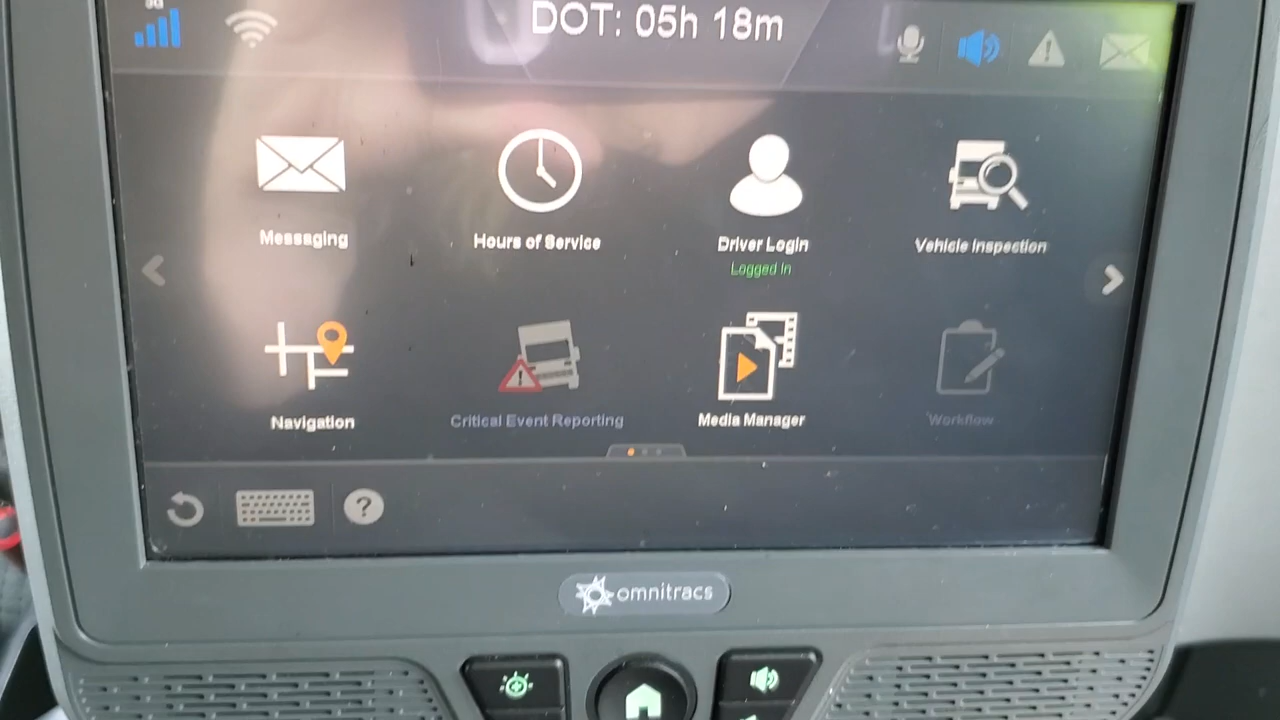 3G
DOT: 05h 18m
Messaging
Hours of Service
Driver Login
Vehicle Inspection
Logged In
Navigation
Critical Event Reporting
Media Manager
Workflow
?
omnitracs